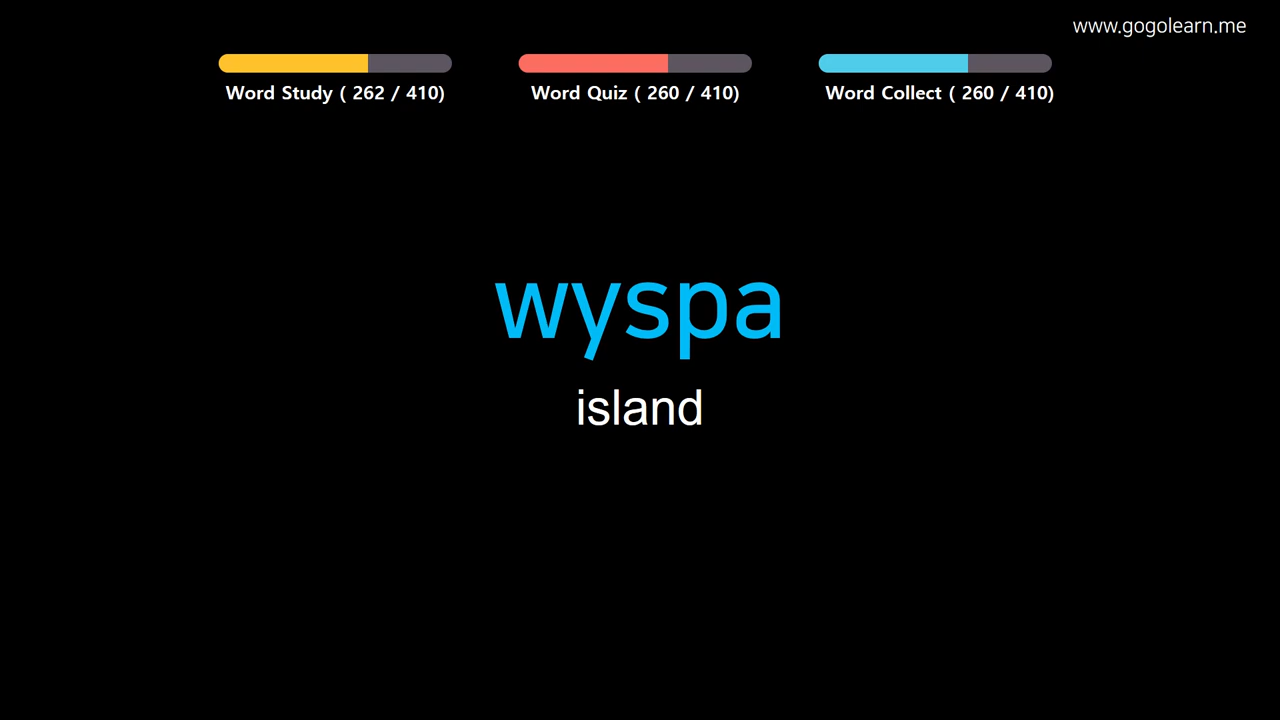 www.gogolearn.me
Word Study ( 262 / 410)
Word Quiz ( 260 / 410)
Word Collect ( 260 / 410)
wyspa
island